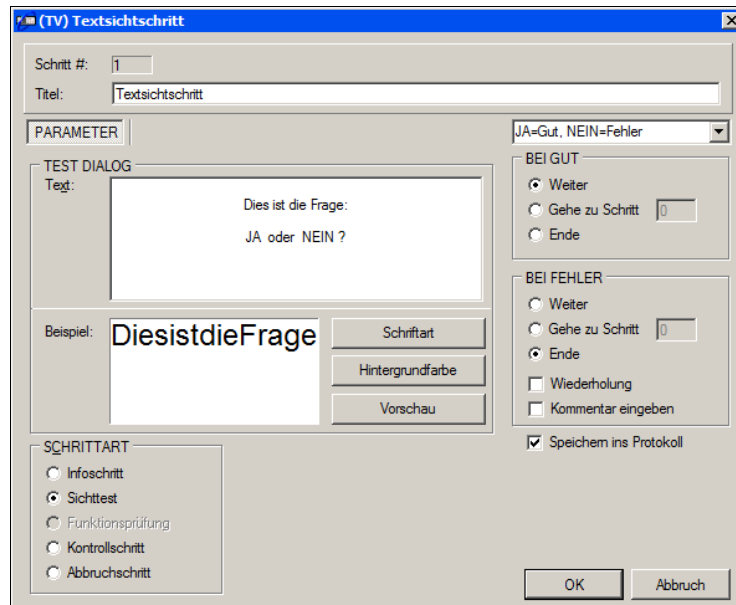 (TV) Textsichtschritt
Schritt #: 1
Titel: Textsichtschritt
PARAMETER
JA=Gut, NEIN=Fehler
TEST DIALOG
Text:
Dies ist die Frage:
JA oder NEIN ?
Beispiel:
DiesistdieFrage
Schriftart
Hintergrundfarbe
Vorschau
BEI GUT
Weiter
Gehe zu Schritt 0
Ende
BEI FEHLER
Weiter
Gehe zu Schritt 0
Ende
Wiederholung
Kommentar eingeben
Speichern ins Protokoll
SCHRITTART
Infoschritt
Sichttest
Funktionsprüfung
Kontrollschritt
Abbruchschritt
OK
Abbruch